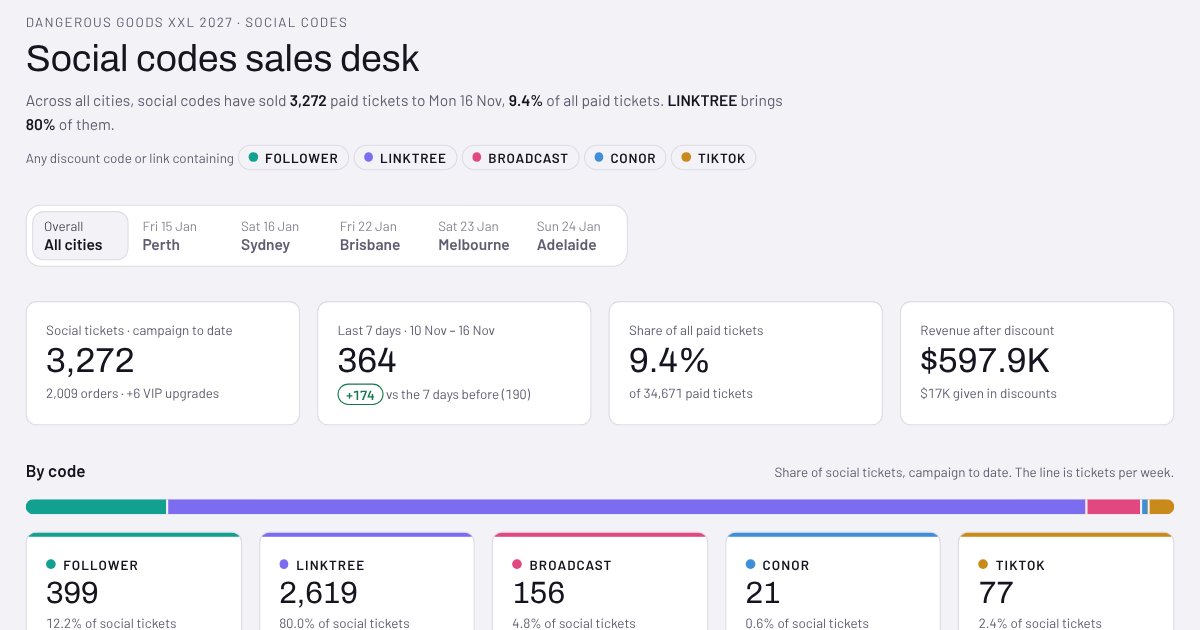 DANGEROUS GOODS XXL 2027 · SOCIAL CODES
Social codes sales desk
Across all cities, social codes have sold 3,272 paid tickets to Mon 16 Nov, 9.4% of all paid tickets. LINKTREE brings
80% of them.
Any discount code or link containing FOLLOWER LINKTREE BROADCAST CONOR TIKTOK
Overall Fri 15 Jan Sat 16 Jan Fri 22 Jan Sat 23 Jan Sun 24 Jan
All cities Perth Sydney Brisbane Melbourne Adelaide
Social tickets · campaign to date
3,272
2,009 orders · +6 VIP upgrades
Last 7 days · 10 Nov – 16 Nov
364
+174 vs the 7 days before (190)
Share of all paid tickets
9.4%
of 34,671 paid tickets
Revenue after discount
$597.9K
$17K given in discounts
By code
Share of social tickets, campaign to date. The line is tickets per week.
FOLLOWER
399
12.2% of social tickets
LINKTREE
2,619
80.0% of social tickets
BROADCAST
156
4.8% of social tickets
CONOR
21
0.6% of social tickets
TIKTOK
77
2.4% of social tickets